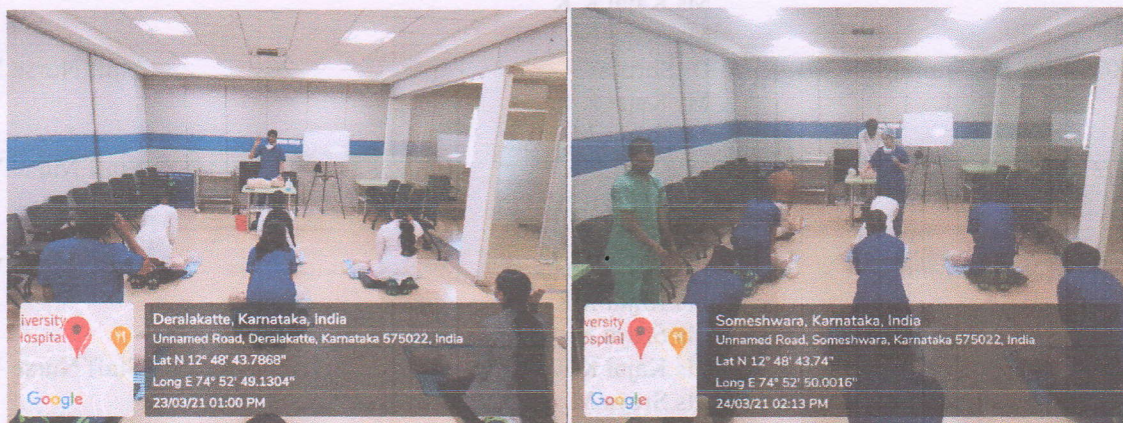 iversity
Hospital
Google
Deralakatte, Karnataka, India
Unnamed Road, Deralakatte, Karnataka 575022, India
Lat N 12° 48' 43.7868"
Long E 74° 52' 49.1304"
23/03/21 01:00 PM
versity
ospital
Google
Someshwara, Karnataka, India
Unnamed Road, Someshwara, Karnataka 575022, India
Lat N 12° 48' 43.74"
Long E 74° 52' 50.0016"
24/03/21 02:13 PM